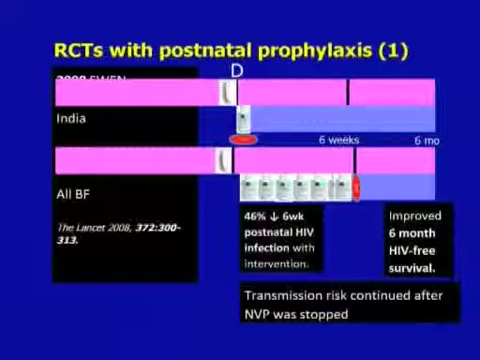 RCTs with postnatal prophylaxis (1)
D
India
6 weeks
6 mo
All BF
The Lancet 2008, 372:300-
313.
46% ↓ 6wk
postnatal HIV
infection with
intervention.
Improved
6 month
HIV-free
survival.
Transmission risk continued after
NVP was stopped